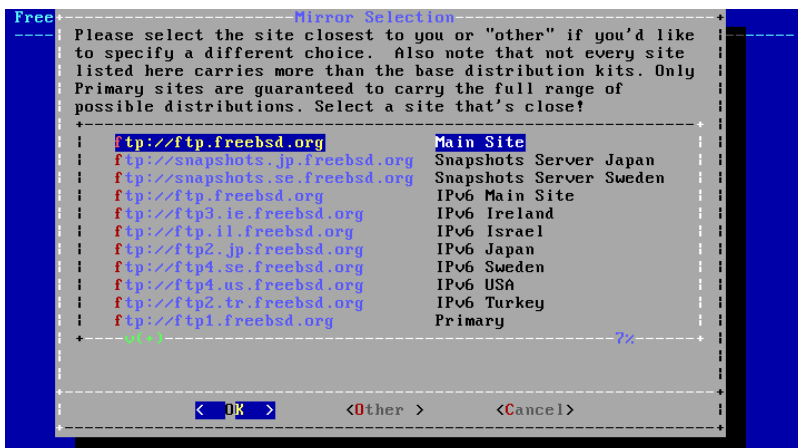 Free
Mirror Selection
Please select the site closest to you or "other" if you'd like
to specify a different choice.  Also note that not every site
listed here carries more than the base distribution kits. Only
Primary sites are guaranteed to carry the full range of
possible distributions. Select a site that's close!
ftp://ftp.freebsd.org Main Site
ftp://snapshots.jp.freebsd.org Snapshots Server Japan
ftp://snapshots.se.freebsd.org Snapshots Server Sweden
ftp://ftp.freebsd.org IPv6 Main Site
ftp://ftp3.ie.freebsd.org IPv6 Ireland
ftp://ftp.il.freebsd.org IPv6 Israel
ftp://ftp2.jp.freebsd.org IPv6 Japan
ftp://ftp4.se.freebsd.org IPv6 Sweden
ftp://ftp4.us.freebsd.org IPv6 USA
ftp://ftp2.tr.freebsd.org IPv6 Turkey
ftp://ftp1.freebsd.org Primary
v(+) 7%
< OK > <Other > <Cancel>